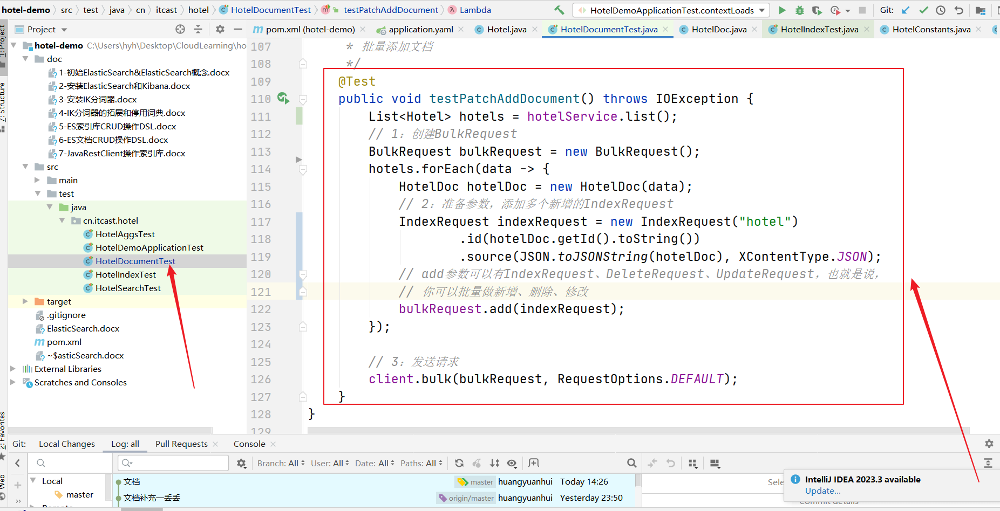 hotel-demo src test java cn itcast hotel HotelDocumentTest testPatchAddDocument Lambda HotelDemoApplicationTest.contextLoads Git:
Project pom.xml (hotel-demo) application.yaml Hotel.java HotelDocumentTest.java HotelDoc.java HotelIndexTest.java HotelConstants.java
1: Project
7: Structure
2: Favorites
Web
hotel-demo C:\Users\hyh\Desktop\CloudLearning\ho
doc
1-初始ElasticSearch&ElasticSearch概念.docx
2-安装ElasticSearch和Kibana.docx
3-安装IK分词器.docx
4-IK分词器的拓展和停用词典.docx
5-ES索引库CRUD操作DSL.docx
6-ES文档CRUD操作DSL.docx
7-JavaRestClient操作索引库.docx
src
main
test
java
cn.itcast.hotel
HotelAggsTest
HotelDemoApplicationTest
HotelDocumentTest
HotelIndexTest
HotelSearchTest
target
.gitignore
ElasticSearch.docx
pom.xml
~$asticSearch.docx
External Libraries
Scratches and Consoles
107 * 批量添加文档
108 */
109 @Test
110 public void testPatchAddDocument() throws IOException {
111 List<Hotel> hotels = hotelService.list();
112 // 1：创建BulkRequest
113 BulkRequest bulkRequest = new BulkRequest();
114 hotels.forEach(data -> {
115 HotelDoc hotelDoc = new HotelDoc(data);
116 // 2：准备参数，添加多个新增的IndexRequest
117 IndexRequest indexRequest = new IndexRequest("hotel")
118 .id(hotelDoc.getId().toString())
119 .source(JSON.toJSONString(hotelDoc), XContentType.JSON);
120 // add参数可以有IndexRequest、DeleteRequest、UpdateRequest，也就是说，
121 // 你可以批量做新增、删除、修改
122 bulkRequest.add(indexRequest);
123 });
124
125 // 3：发送请求
126 client.bulk(bulkRequest, RequestOptions.DEFAULT);
127 }
128 }
129
Git: Local Changes Log: all Pull Requests Console
Branch: All User: All Date: All Paths: All
Local
master
Remote
文档 master huangyuanhui Today 14:26
文档补充一丢丢 origin/master huangyuanhui Yesterday 23:50
Sele
IntelliJ IDEA 2023.3 available
Update...
Commit details